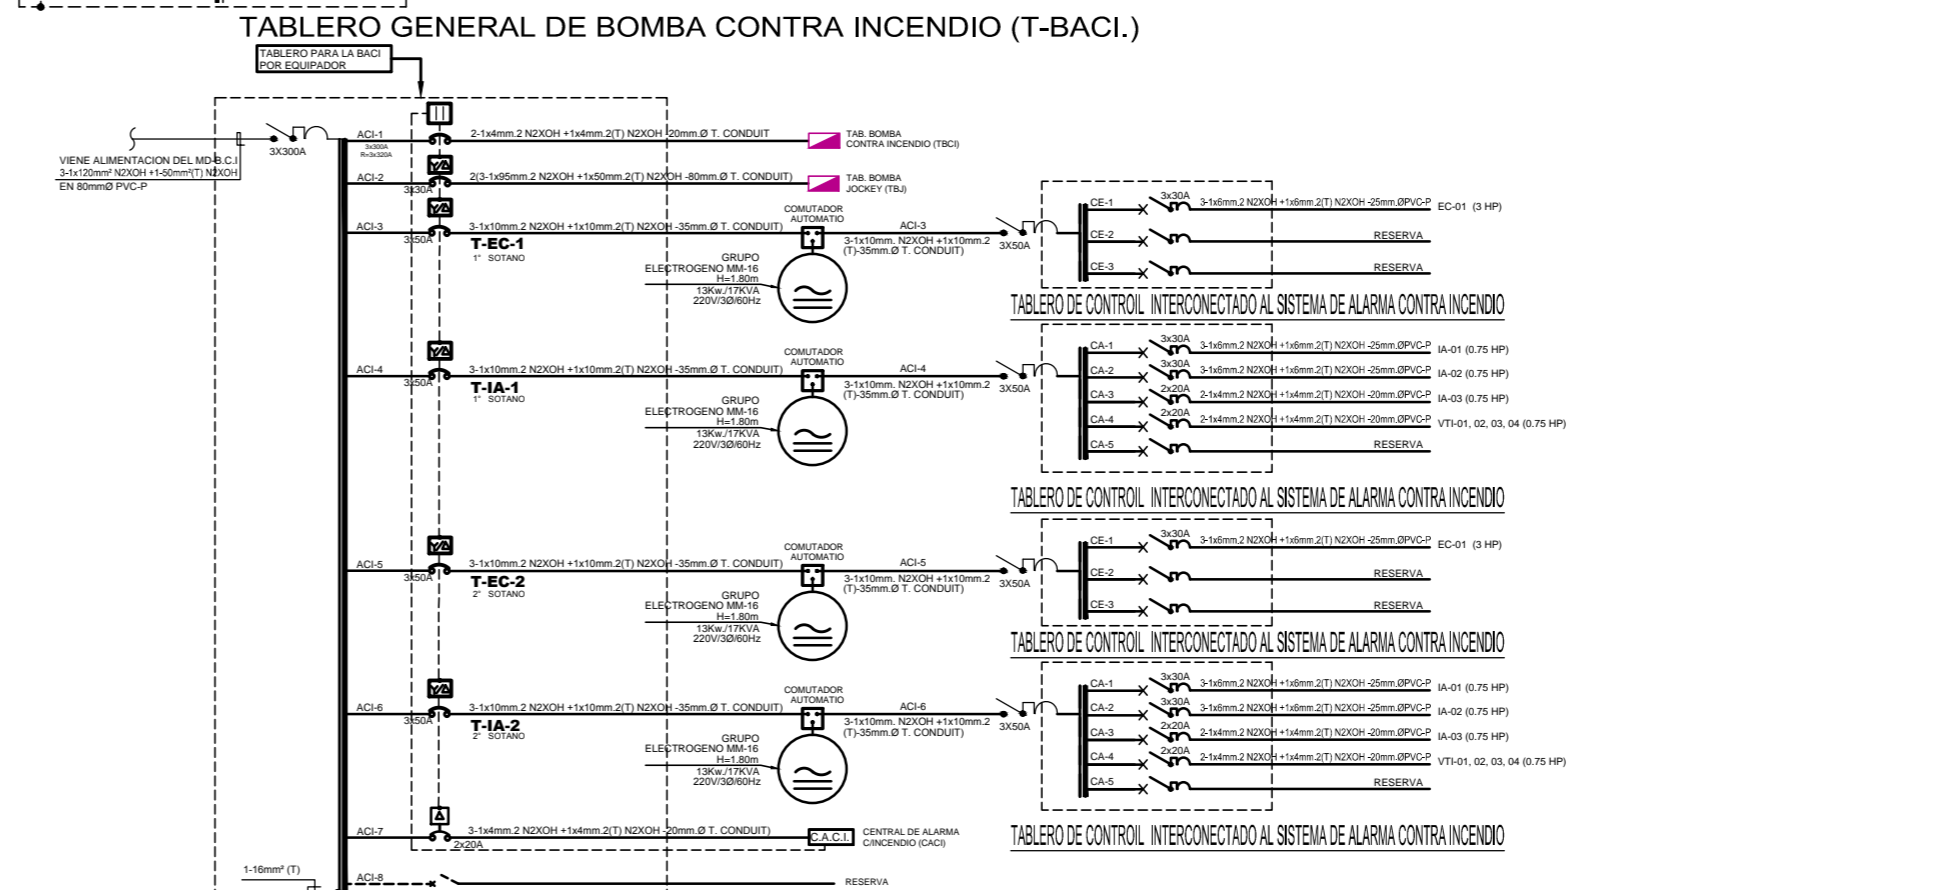 TABLERO GENERAL DE BOMBA CONTRA INCENDIO (T-BACI.)
TABLERO PARA LA BACI
POR EQUIPADOR
VIENE ALIMENTACION DEL MD-B.C.I
3-1x120mm² N2XOH +1-50mm²(T) N2XOH
EN 80mmØ PVC-P
3X300A
ACI-1
3x300A
R=3x320A
2-1x4mm.2 N2XOH +1x4mm.2(T) N2XOH -20mm.Ø T. CONDUIT
TAB. BOMBA
CONTRA INCENDIO (TBCI)
ACI-2
3x30A
2(3-1x95mm.2 N2XOH +1x50mm.2(T) N2XOH -80mm.Ø T. CONDUIT)
TAB. BOMBA
JOCKEY (TBJ)
ACI-3
3x50A
3-1x10mm.2 N2XOH +1x10mm.2(T) N2XOH -35mm.Ø T. CONDUIT)
T-EC-1
1° SOTANO
COMUTADOR
AUTOMATIO
GRUPO
ELECTROGENO MM-16
H=1.80m
13Kw./17KVA
220V/3Ø/60Hz
ACI-3
3-1x10mm. N2XOH +1x10mm.2
(T)-35mm.Ø T. CONDUIT)
3X50A
CE-1
3x30A
3-1x6mm.2 N2XOH +1x6mm.2(T) N2XOH -25mm.ØPVC-P
EC-01 (3 HP)
CE-2
RESERVA
CE-3
RESERVA
TABLERO DE CONTROIL INTERCONECTADO AL SISTEMA DE ALARMA CONTRA INCENDIO
ACI-4
3x50A
3-1x10mm.2 N2XOH +1x10mm.2(T) N2XOH -35mm.Ø T. CONDUIT)
T-IA-1
1° SOTANO
COMUTADOR
AUTOMATIO
GRUPO
ELECTROGENO MM-16
H=1.80m
13Kw./17KVA
220V/3Ø/60Hz
ACI-4
3-1x10mm. N2XOH +1x10mm.2
(T)-35mm.Ø T. CONDUIT)
3X50A
CA-1
3x30A
3-1x6mm.2 N2XOH +1x6mm.2(T) N2XOH -25mm.ØPVC-P
IA-01 (0.75 HP)
CA-2
3x30A
3-1x6mm.2 N2XOH +1x6mm.2(T) N2XOH -25mm.ØPVC-P
IA-02 (0.75 HP)
CA-3
2x20A
2-1x4mm.2 N2XOH +1x4mm.2(T) N2XOH -20mm.ØPVC-P
IA-03 (0.75 HP)
CA-4
2x20A
2-1x4mm.2 N2XOH +1x4mm.2(T) N2XOH -20mm.ØPVC-P
VTI-01, 02, 03, 04 (0.75 HP)
CA-5
RESERVA
TABLERO DE CONTROIL INTERCONECTADO AL SISTEMA DE ALARMA CONTRA INCENDIO
ACI-5
3x50A
3-1x10mm.2 N2XOH +1x10mm.2(T) N2XOH -35mm.Ø T. CONDUIT)
T-EC-2
2° SOTANO
COMUTADOR
AUTOMATIO
GRUPO
ELECTROGENO MM-16
H=1.80m
13Kw./17KVA
220V/3Ø/60Hz
ACI-5
3-1x10mm. N2XOH +1x10mm.2
(T)-35mm.Ø T. CONDUIT)
3X50A
CE-1
3x30A
3-1x6mm.2 N2XOH +1x6mm.2(T) N2XOH -25mm.ØPVC-P
EC-01 (3 HP)
CE-2
RESERVA
CE-3
RESERVA
TABLERO DE CONTROIL INTERCONECTADO AL SISTEMA DE ALARMA CONTRA INCENDIO
ACI-6
3x50A
3-1x10mm.2 N2XOH +1x10mm.2(T) N2XOH -35mm.Ø T. CONDUIT)
T-IA-2
2° SOTANO
COMUTADOR
AUTOMATIO
GRUPO
ELECTROGENO MM-16
H=1.80m
13Kw./17KVA
220V/3Ø/60Hz
ACI-6
3-1x10mm. N2XOH +1x10mm.2
(T)-35mm.Ø T. CONDUIT)
3X50A
CA-1
3x30A
3-1x6mm.2 N2XOH +1x6mm.2(T) N2XOH -25mm.ØPVC-P
IA-01 (0.75 HP)
CA-2
3x30A
3-1x6mm.2 N2XOH +1x6mm.2(T) N2XOH -25mm.ØPVC-P
IA-02 (0.75 HP)
CA-3
2x20A
2-1x4mm.2 N2XOH +1x4mm.2(T) N2XOH -20mm.ØPVC-P
IA-03 (0.75 HP)
CA-4
2x20A
2-1x4mm.2 N2XOH +1x4mm.2(T) N2XOH -20mm.ØPVC-P
VTI-01, 02, 03, 04 (0.75 HP)
CA-5
RESERVA
TABLERO DE CONTROIL INTERCONECTADO AL SISTEMA DE ALARMA CONTRA INCENDIO
ACI-7
2x20A
3-1x4mm.2 N2XOH +1x4mm.2(T) N2XOH -20mm.Ø T. CONDUIT)
C.A.C.I.
CENTRAL DE ALARMA
C/INCENDIO (CACI)
1-16mm² (T)
ACI-8
RESERVA